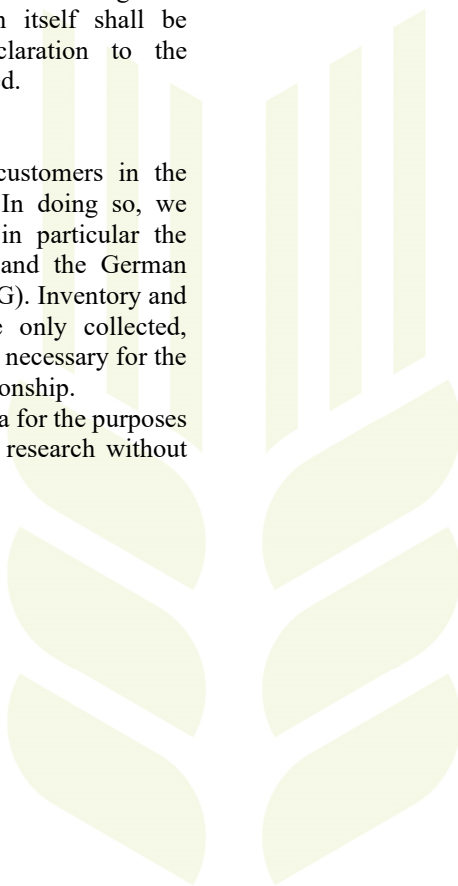 itself shall be
claration to the
ed.
customers in the
In doing so, we
in particular the
and the German
G). Inventory and
only collected,
necessary for the
onship.
a for the purposes
research without